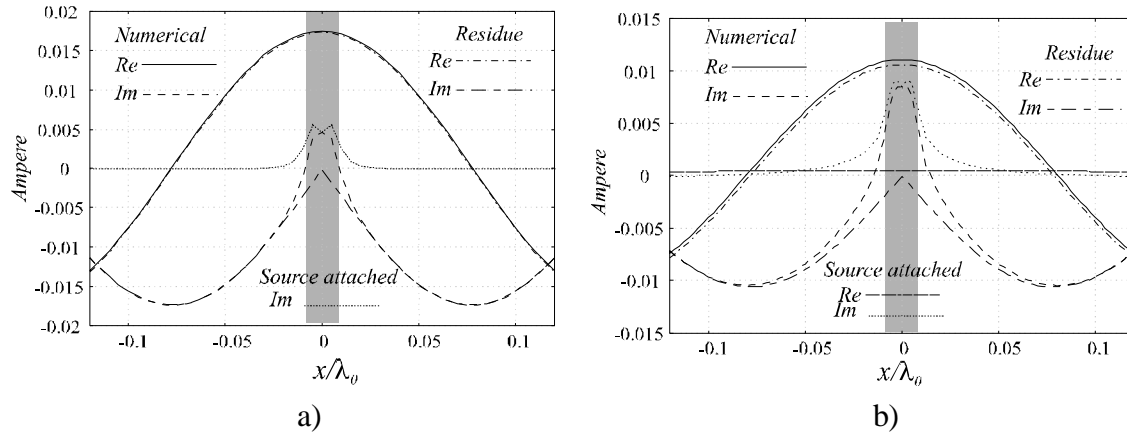 0.02
0.015
0.01
0.005
0
-0.005
-0.01
-0.015
-0.02
Ampere
Numerical
Re
Im
Residue
Re
Im
Source attached
Im
-0.1
-0.05
0
0.05
0.1
x/λ₀
a)
0.015
0.01
0.005
0
-0.005
-0.01
-0.015
Ampere
Numerical
Re
Im
Residue
Re
Im
Source attached
Re
Im
-0.1
-0.05
0
0.05
0.1
x/λ₀
b)